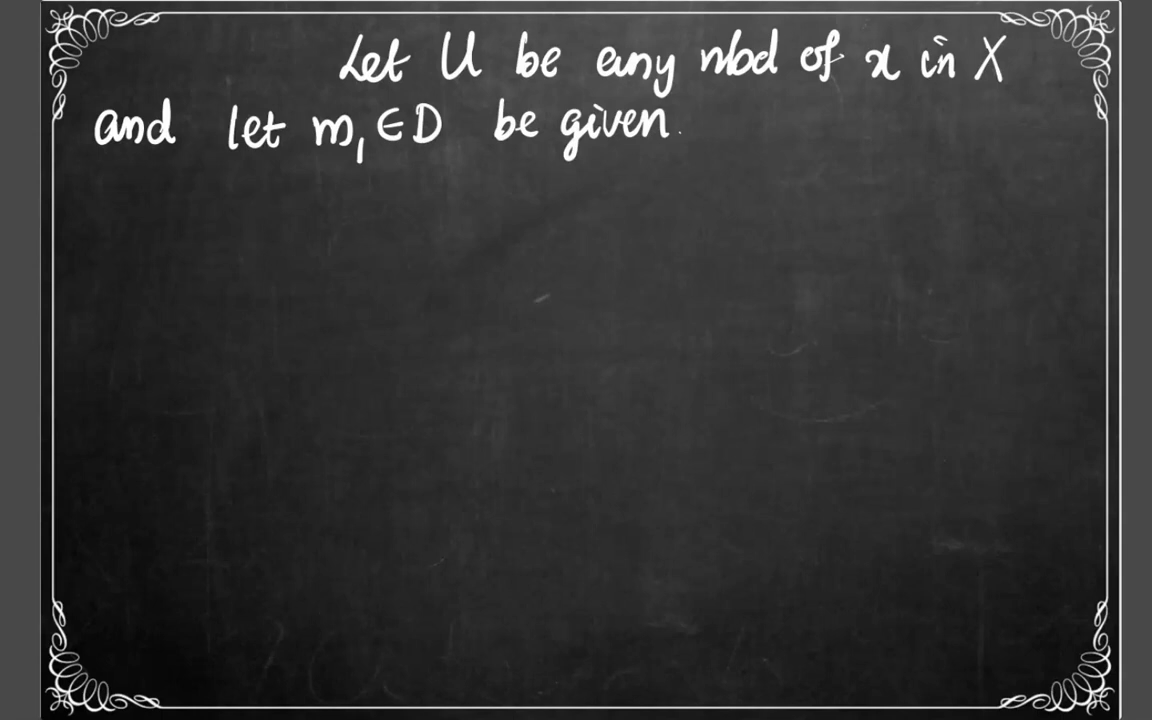 Let U be any nbd of x in X
and let m₁ ∈ D be given.